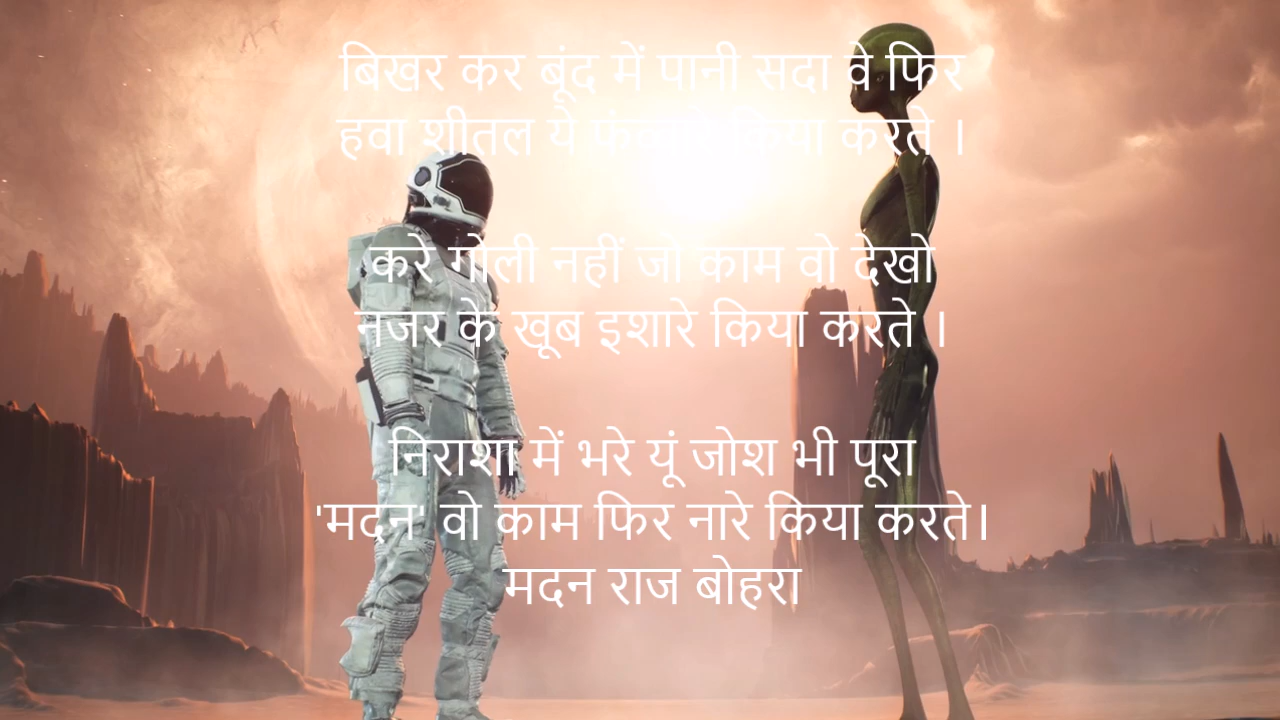 बिखर कर बूंद में पानी सदा वे फिर
हवा शीतल ये किया करते ।
करे गोली नहीं जो काम वो देखो
नजर के खूब इशारे किया करते ।
निराशा में भरे यूं जोश भी पूरा
'मदन' वो काम फिर नारे किया करते।
मदन राज बोहरा